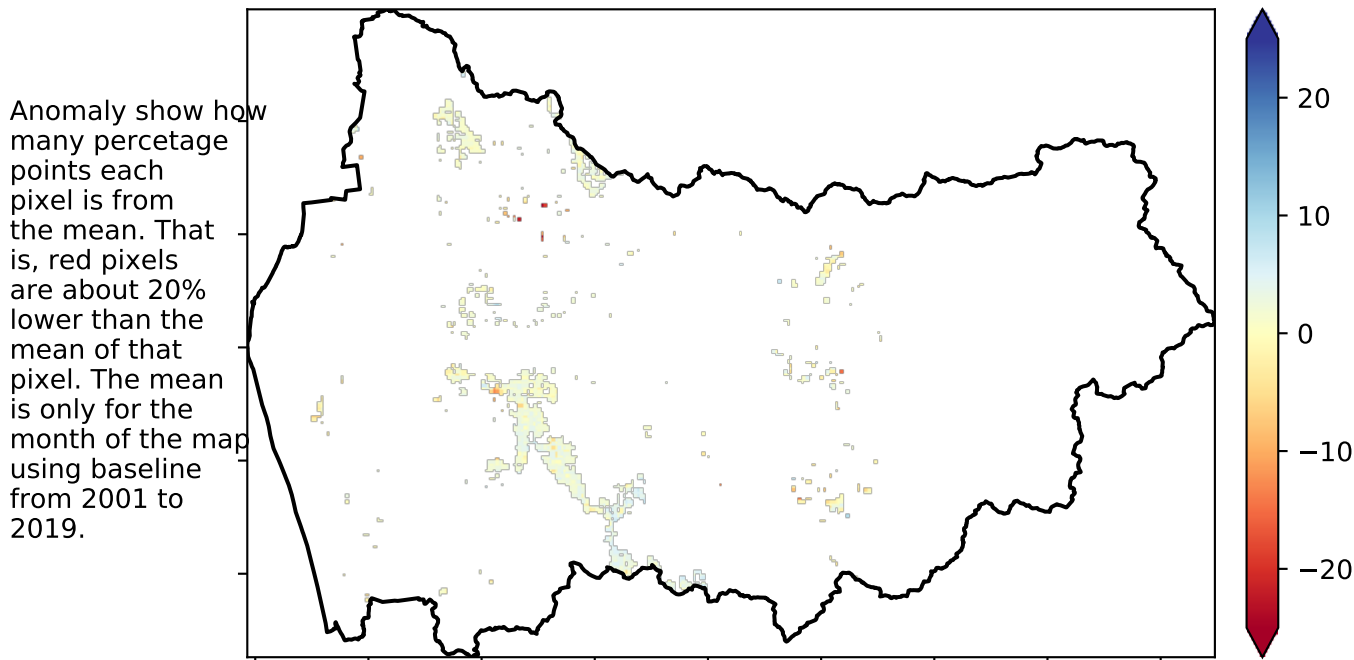 Anomaly show how
many percetage
points each
pixel is from
the mean. That
is, red pixels
are about 20%
lower than the
mean of that
pixel. The mean
is only for the
month of the map
using baseline
from 2001 to
2019.
20
10
0
−10
−20